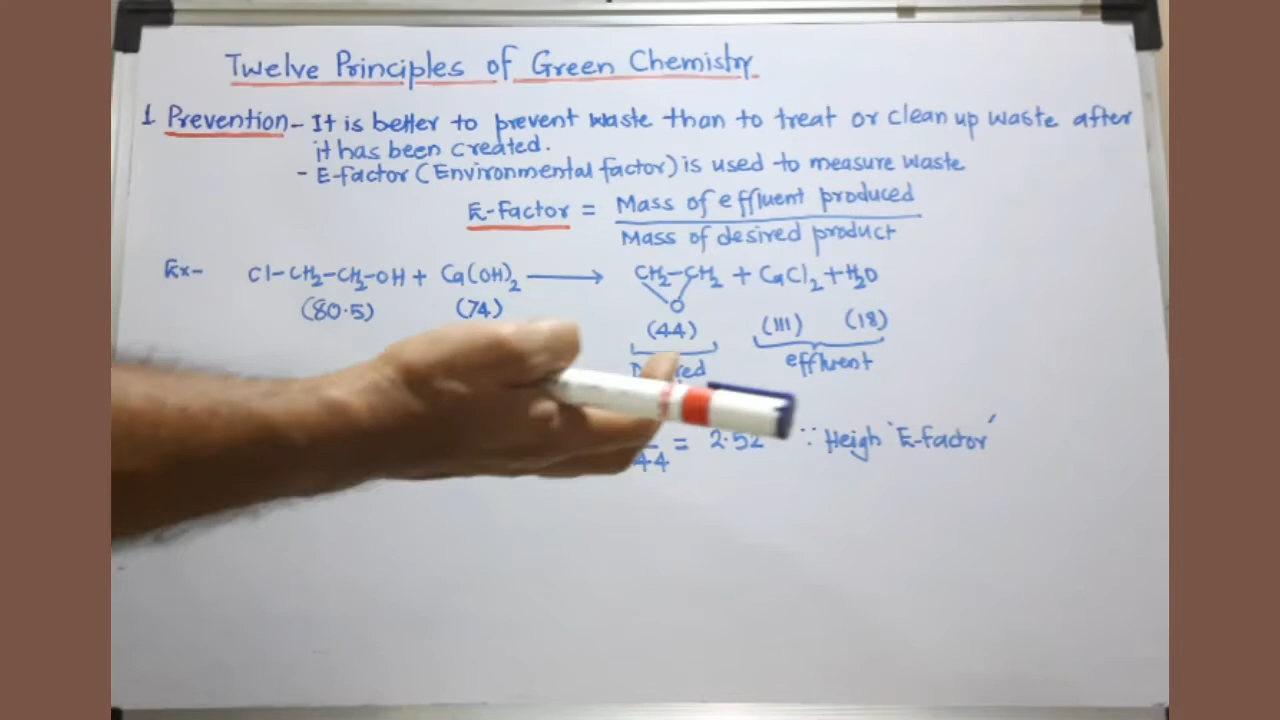 Twelve Principles of Green Chemistry
1 Prevention - It is better to prevent waste than to treat or clean up waste after
it has been created.
- E-factor (Environmental factor) is used to measure waste
E-Factor = Mass of effluent produced
Mass of desired product
Ex- Cl-CH₂-CH₂-OH + Ca(OH)₂ ⟶ CH₂-CH₂ + CaCl₂ + H₂O
O
(80.5) (74) (44) (111) (18)
effluent
44 = 2.52 ∵ Heigh 'E-factor'